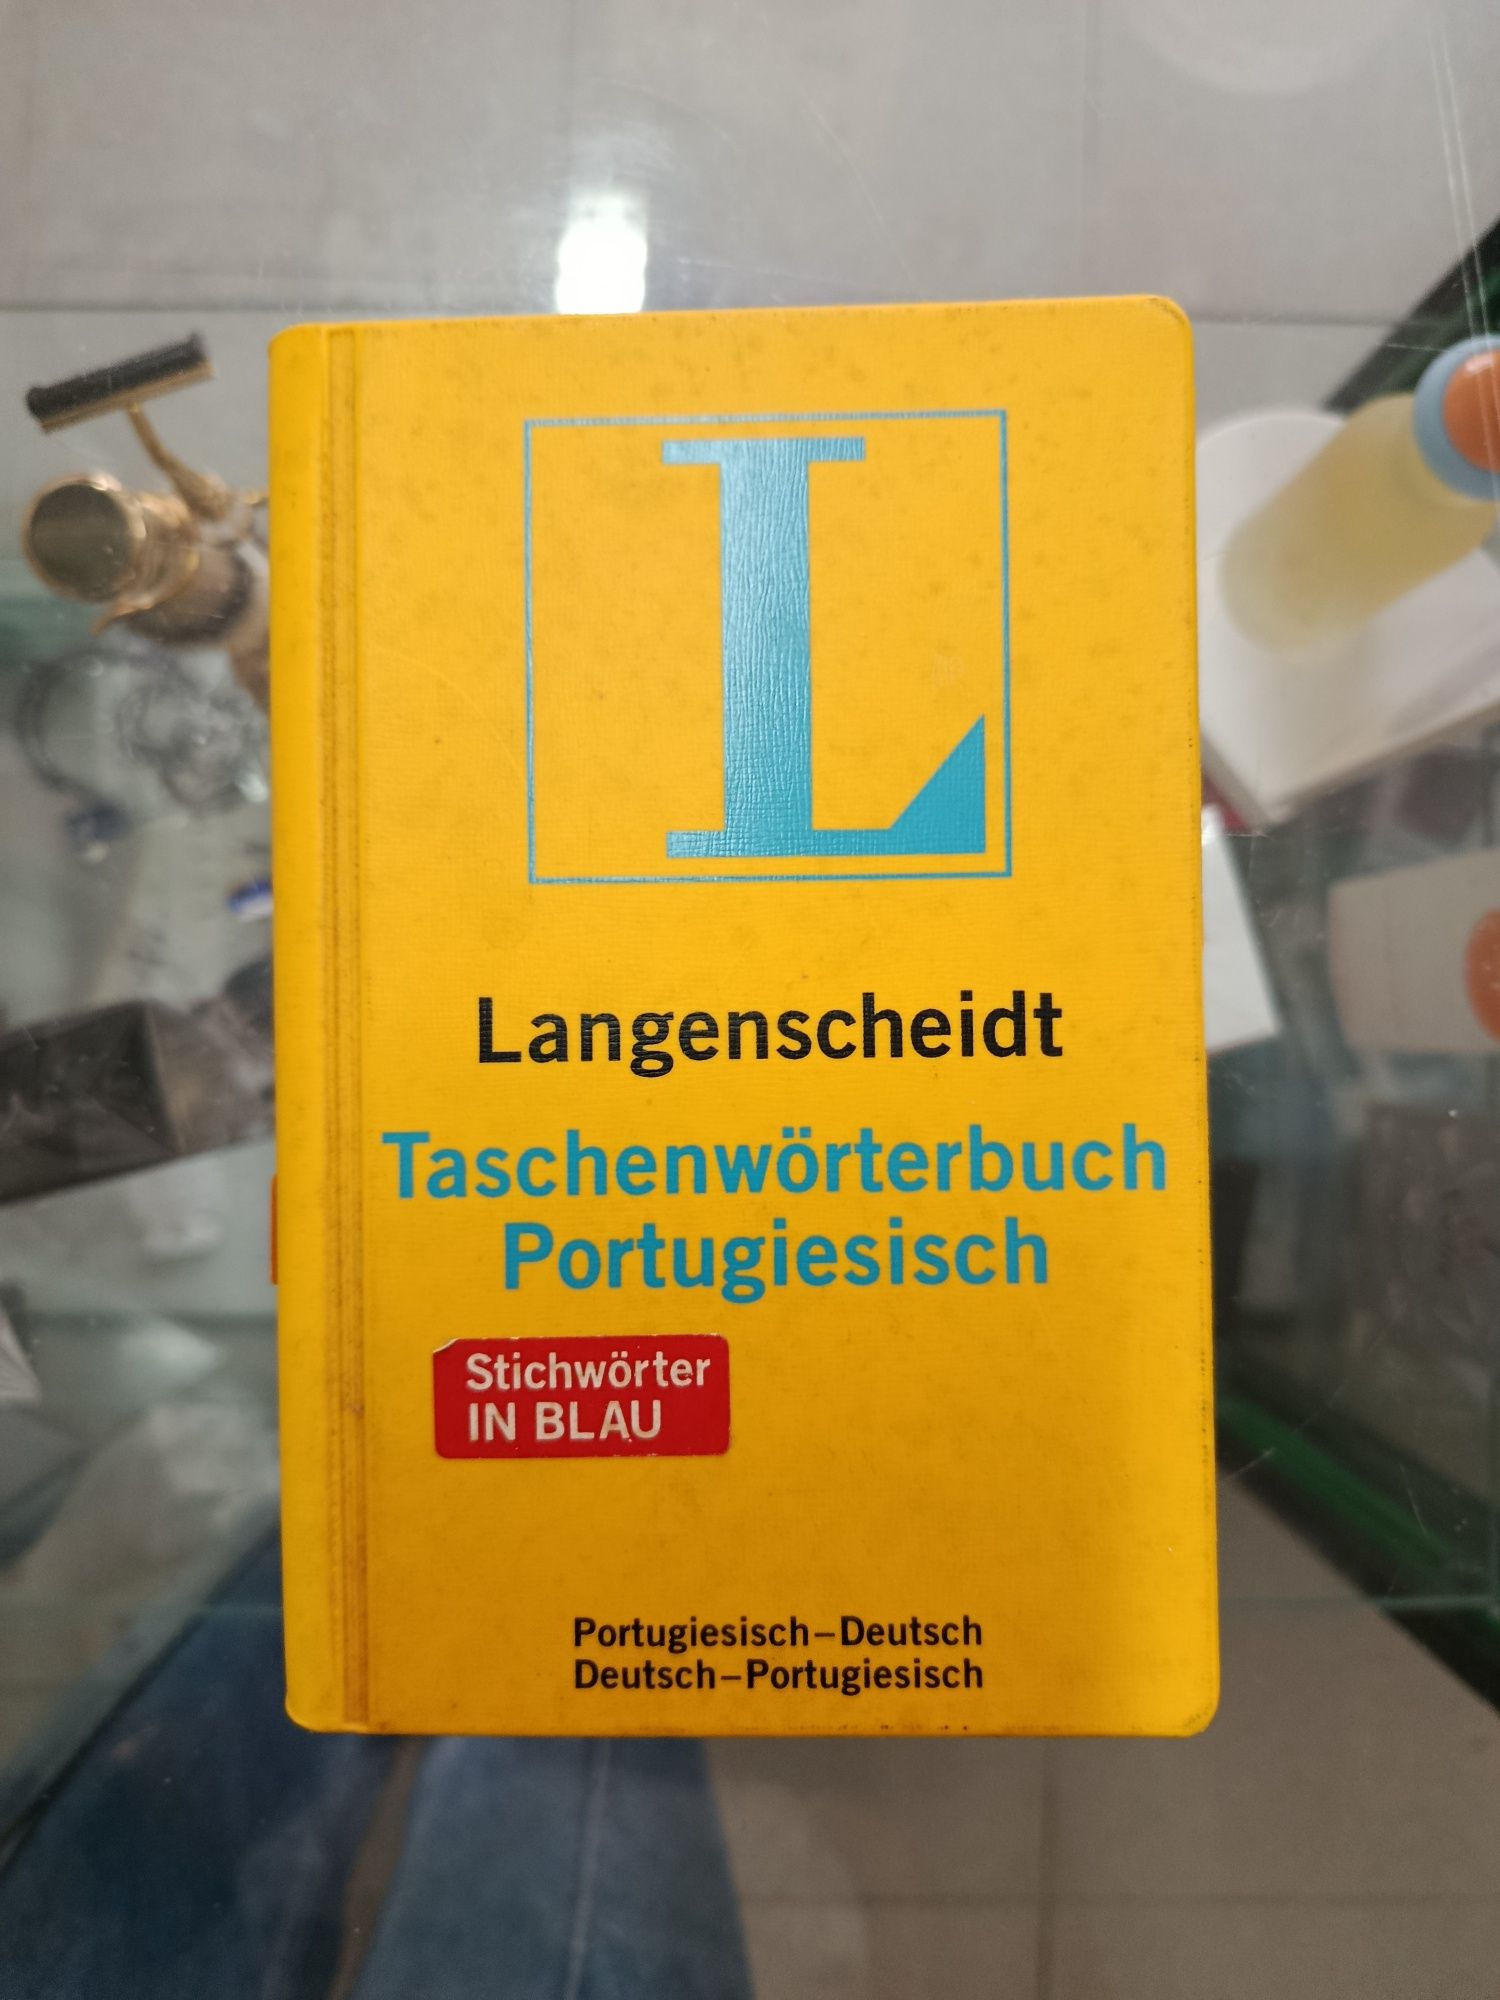 L
Langenscheidt
Taschenwörterbuch
Portugiesisch
Stichwörter
IN BLAU
Portugiesisch–Deutsch
Deutsch–Portugiesisch